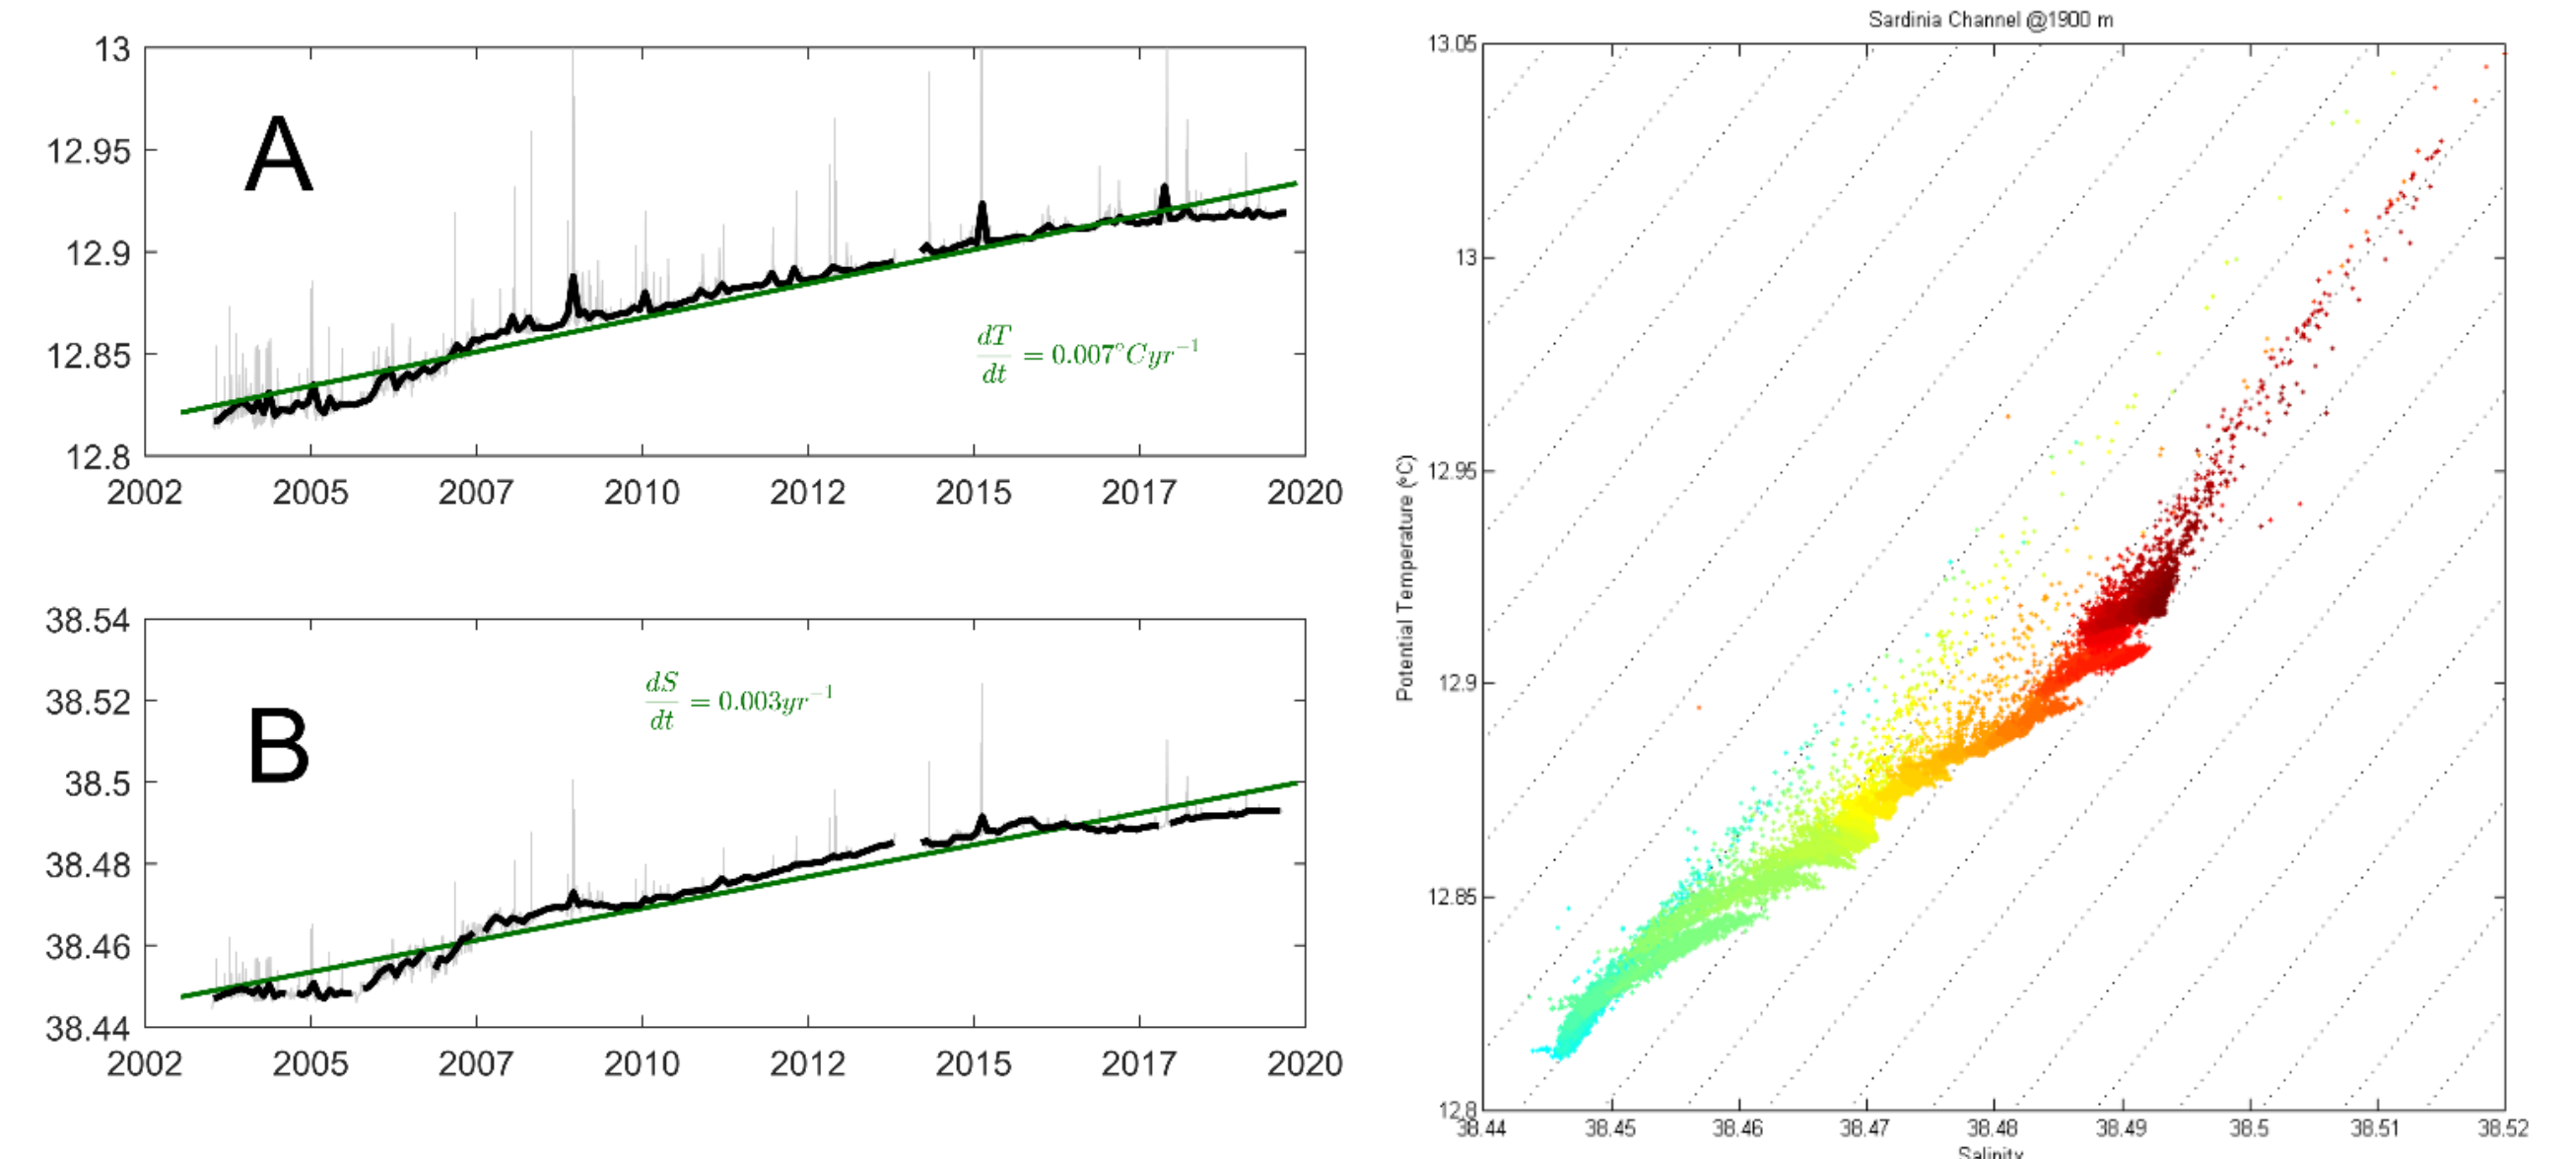 A
13
12.95
12.9
12.85
12.8
2002 2005 2007 2010 2012 2015 2017 2020
dT/dt = 0.007°Cyr⁻¹
B
38.54
38.52
38.5
38.48
38.46
38.44
2002 2005 2007 2010 2012 2015 2017 2020
dS/dt = 0.003yr⁻¹
Sardinia Channel @1900 m
Potential Temperature (ºC)
13.05
13
12.95
12.9
12.85
12.8
38.44 38.45 38.46 38.47 38.48 38.49 38.5 38.51 38.52
Salinity